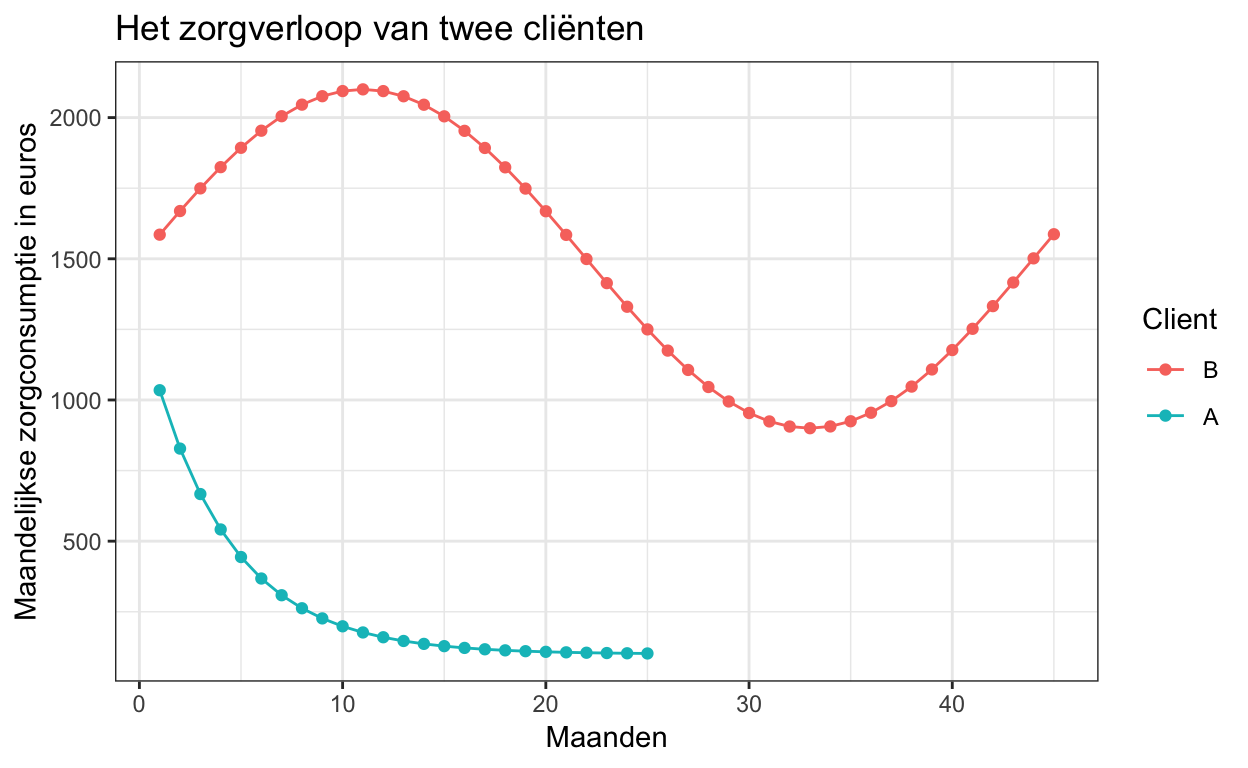 Het zorgverloop van twee cliënten
Maandelijkse zorgconsumptie in euros
2000
1500
1000
500
0
10
20
30
40
Maanden
Client
B
A